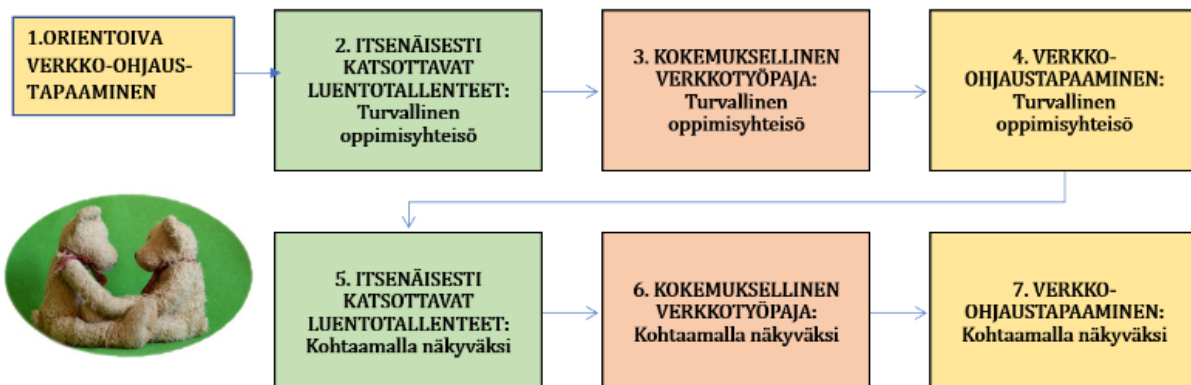 1.ORIENTOIVA
VERKKO-OHJAUS-
TAPAAMINEN
2. ITSENÄISESTI
KATSOTTAVAT
LUENTOTALLENTEET:
Turvallinen
oppimisyhteisö
3. KOKEMUKSELLINEN
VERKKOTYÖPAJA:
Turvallinen
oppimisyhteisö
4. VERKKO-
OHJAUSTAPAAMINEN:
Turvallinen
oppimisyhteisö
5. ITSENÄISESTI
KATSOTTAVAT
LUENTOTALLENTEET:
Kohtaamalla näkyväksi
6. KOKEMUKSELLINEN
VERKKOTYÖPAJA:
Kohtaamalla näkyväksi
7. VERKKO-
OHJAUSTAPAAMINEN:
Kohtaamalla näkyväksi